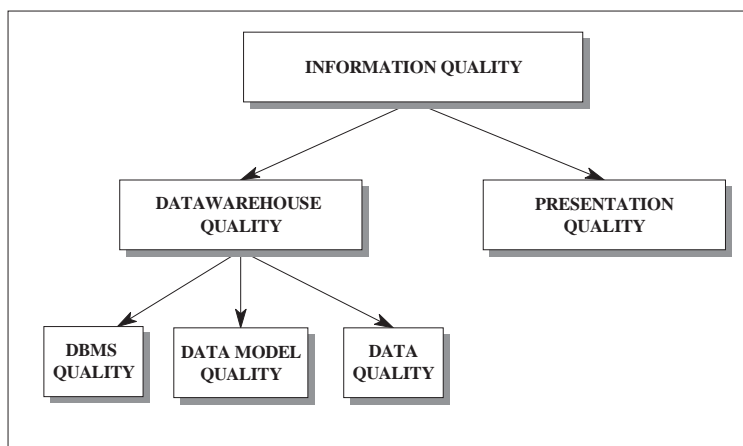 INFORMATION QUALITY
DATAWAREHOUSE
QUALITY
PRESENTATION
QUALITY
DBMS
QUALITY
DATA MODEL
QUALITY
DATA
QUALITY